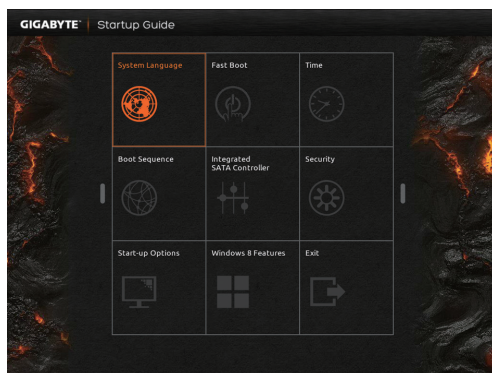 GIGABYTE™ Startup Guide
System Language
Fast Boot
Time
Boot Sequence
Integrated
SATA Controller
Security
Start-up Options
Windows 8 Features
Exit